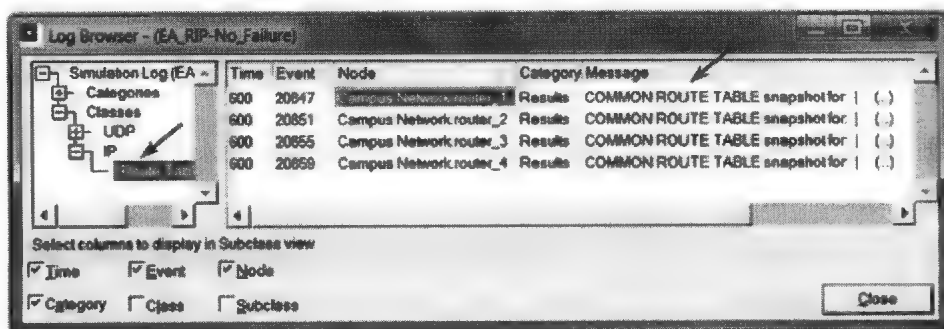 Log Browser - (EA_RIP-No_Failure)
Simulation Log (EA
Categories
Classes
UDP
IP
Time Event Node Category Message
600 20847 Campus Network.router_1 Results COMMON ROUTE TABLE snapshot for: | (...)
600 20851 Campus Network.router_2 Results COMMON ROUTE TABLE snapshot for: | (...)
600 20855 Campus Network.router_3 Results COMMON ROUTE TABLE snapshot for: | (...)
600 20859 Campus Network.router_4 Results COMMON ROUTE TABLE snapshot for: | (...)
Select columns to display in Subclass view
Time Event Node
Category Class Subclass
Close